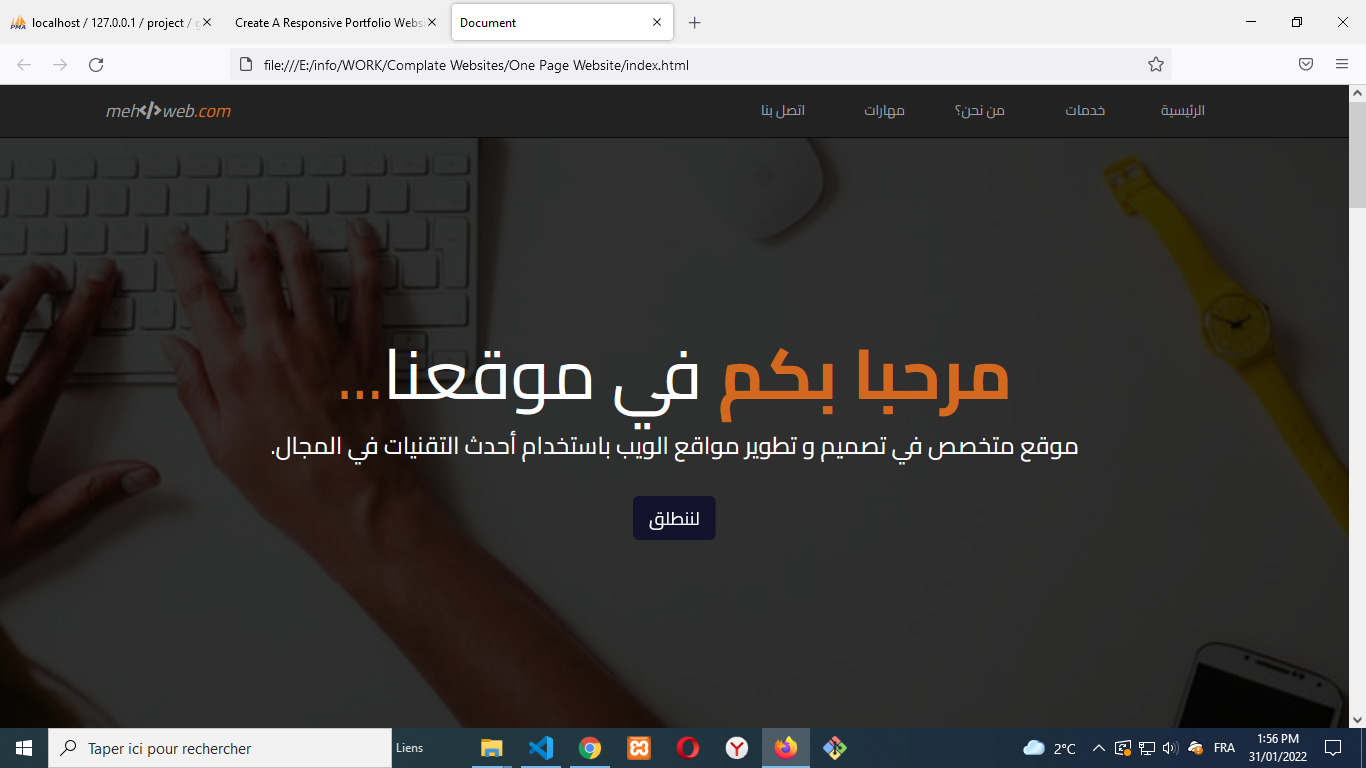 localhost / 127.0.0.1 / project /
Create A Responsive Portfolio Websi
Document
file:///E:/info/WORK/Complate Websites/One Page Website/index.html
meh</>web.com
الرئيسية
خدمات
من نحن؟
مهارات
اتصل بنا
مرحبا بكم في موقعنا...
موقع متخصص في تصميم و تطوير مواقع الويب باستخدام أحدث التقنيات في المجال.
لننطلق
Taper ici pour rechercher
Liens
2°C
FRA
1:56 PM
31/01/2022